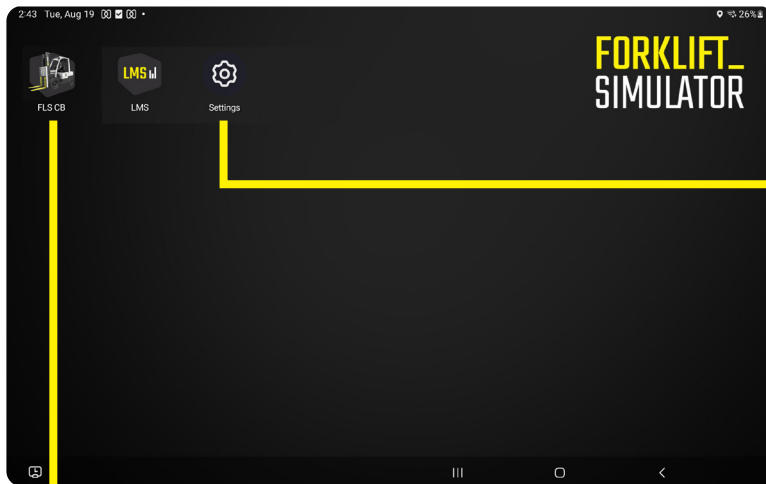 2:43 Tue, Aug 19
26%
FORKLIFT_
SIMULATOR
LMS
FLS CB
LMS
Settings